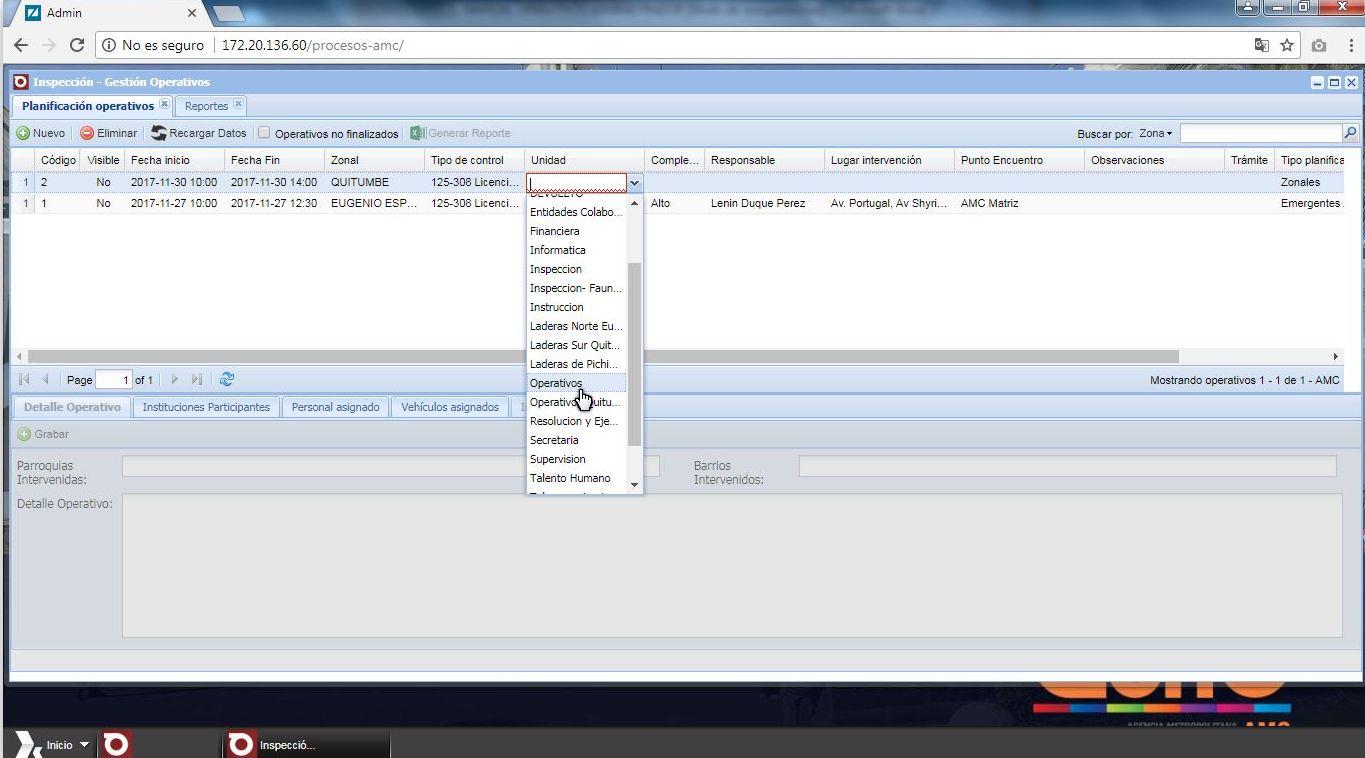 Admin
No es seguro | 172.20.136.60/procesos-amc/
Inspección - Gestión Operativos
Planificación operativos Reportes
Nuevo Eliminar Recargar Datos Operativos no finalizados Generar Reporte Buscar por: Zona
Código Visible Fecha inicio Fecha Fin Zonal Tipo de control Unidad Comple... Responsable Lugar intervención Punto Encuentro Observaciones Trámite Tipo planifica
1 2 No 2017-11-30 10:00 2017-11-30 14:00 QUITUMBE 125-308 Licenci... Zonales
1 1 No 2017-11-27 10:00 2017-11-27 12:30 EUGENIO ESP... 125-308 Licenci... Alto Lenin Duque Perez Av. Portugal, Av Shyri... AMC Matriz Emergentes
Entidades Colabo...
Financiera
Informatica
Inspeccion
Inspeccion- Faun...
Instruccion
Laderas Norte Eu...
Laderas Sur Quit...
Laderas de Pichi...
Operativos
Resolucion y Eje...
Secretaria
Supervision
Talento Humano
Page 1 of 1 Mostrando operativos 1 - 1 de 1 - AMC
Detalle Operativo Instituciones Participantes Personal asignado Vehículos asignados
Grabar
Parroquias
Intervenidas:
Barrios
Intervenidos:
Detalle Operativo:
AGENCIA METROPOLITANA AMC
Inicio Inspecció...